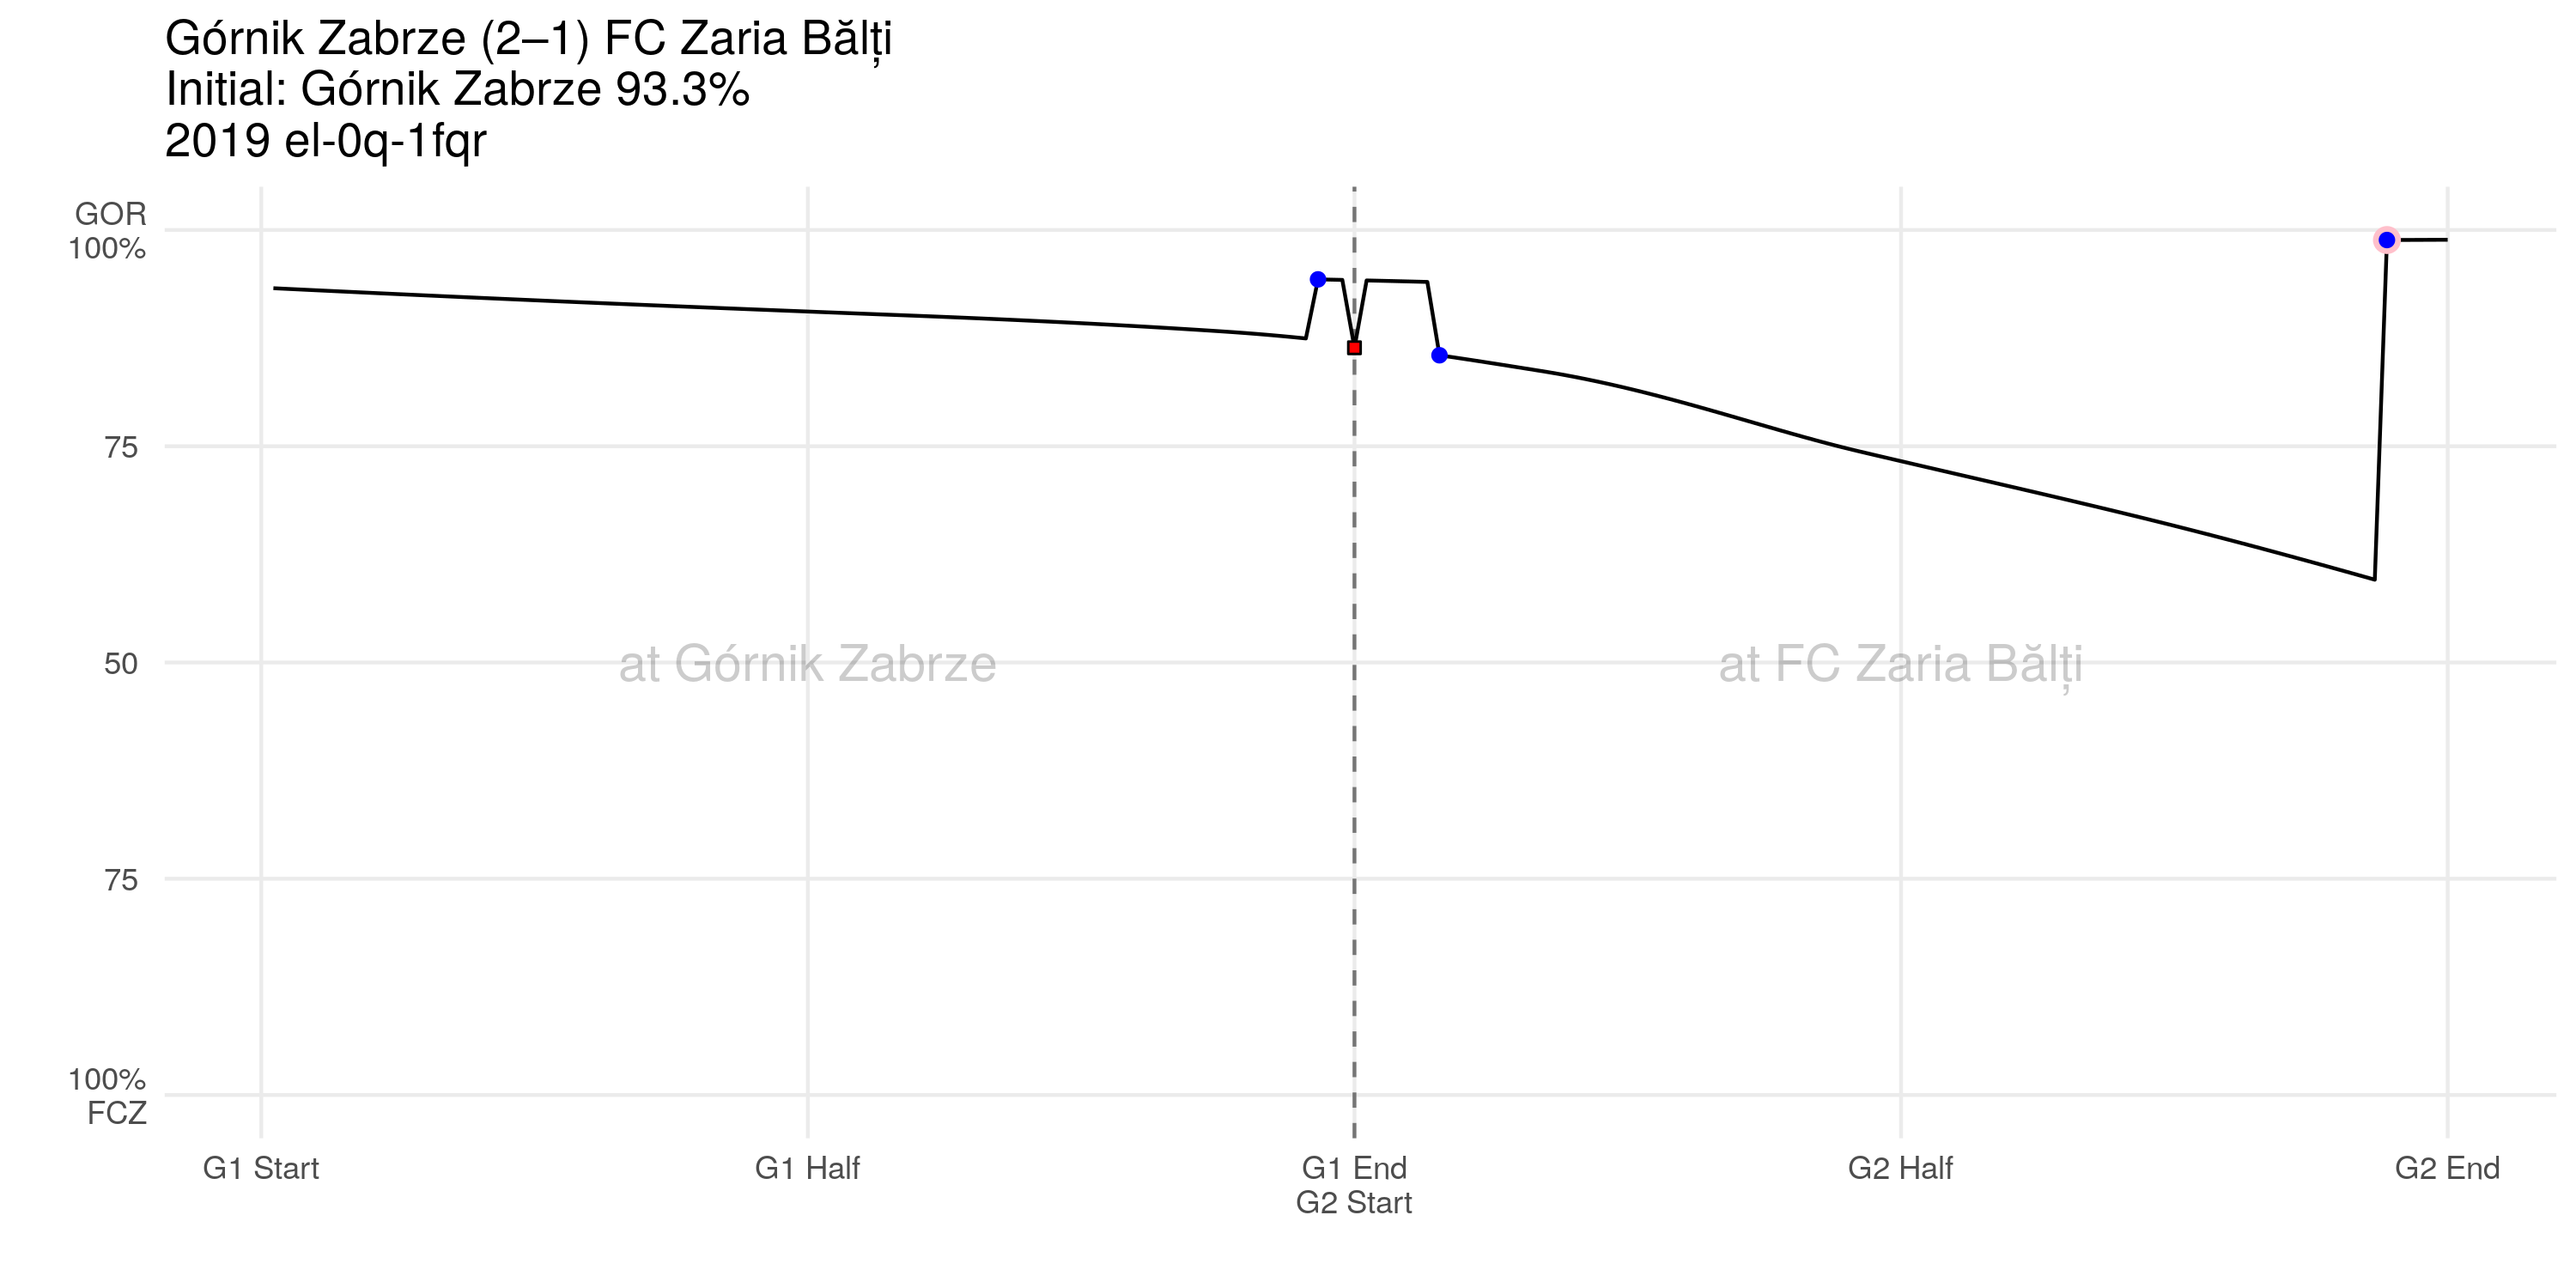 Górnik Zabrze (2–1) FC Zaria Bălți
Initial: Górnik Zabrze 93.3%
2019 el-0q-1fqr
GOR
100%
75
50
75
100%
FCZ
at Górnik Zabrze
at FC Zaria Bălți
G1 Start
G1 Half
G1 End
G2 Start
G2 Half
G2 End